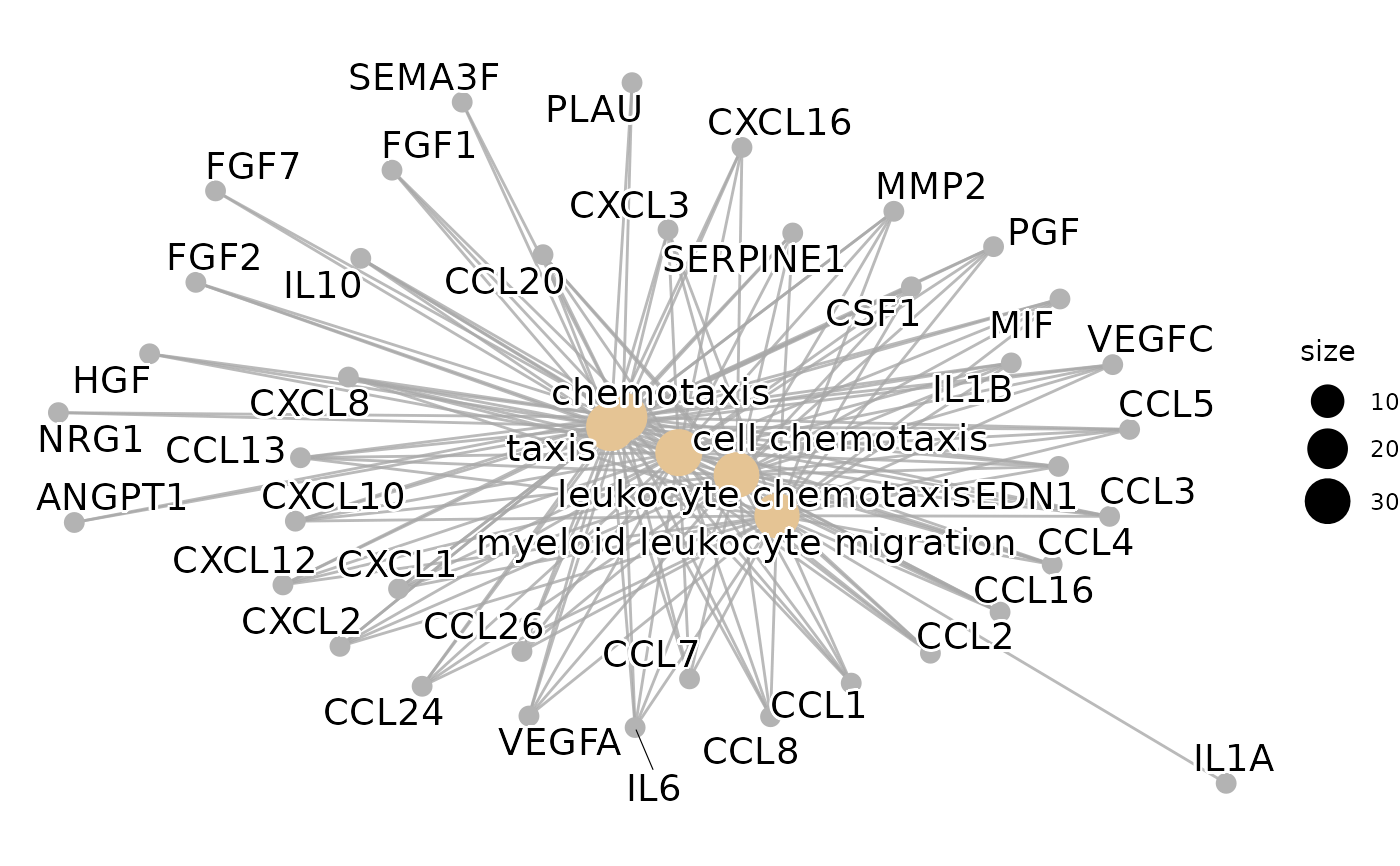 SEMA3F
PLAU
CXCL16
FGF1
FGF7
MMP2
CXCL3
PGF
SERPINE1
FGF2
IL10
CCL20
CSF1
MIF
VEGFC
size
HGF
CXCL8
chemotaxis
IL1B
CCL5
10
NRG1
CCL13
taxis
cell chemotaxis
20
ANGPT1
CXCL10
leukocyte chemotaxis
EDN1
CCL3
30
CXCL12
CXCL1
myeloid leukocyte migration
CCL4
CCL16
CXCL2
CCL26
CCL2
CCL7
CCL24
CCL1
VEGFA
CCL8
IL6
IL1A